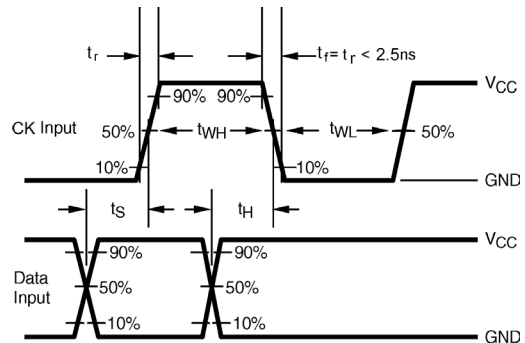 tr
tf= tr < 2.5ns
VCC
90% 90%
CK Input
50%
tWH
tWL
50%
10%
10%
GND
tS
tH
VCC
90%
90%
Data
Input
50%
50%
10%
10%
GND